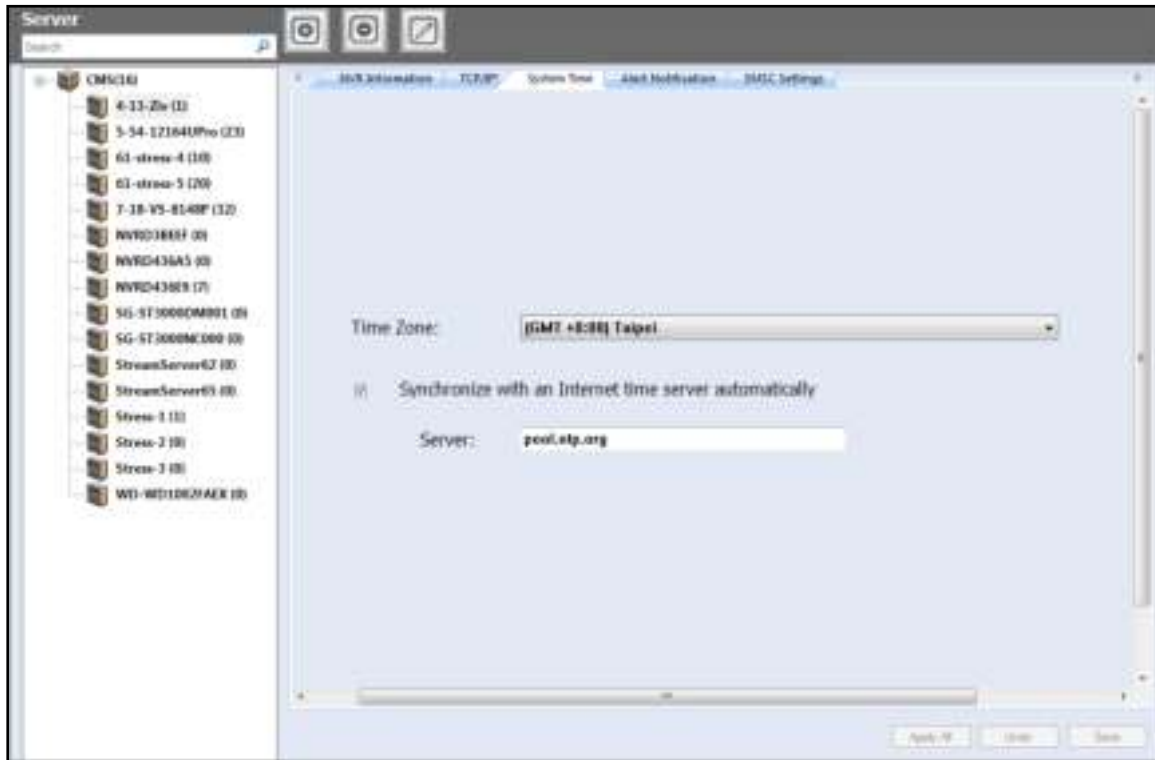 Server
Search
CMS(16)
4-13-Ziv (1)
5-54-12164UPro (23)
61-stress-4 (10)
61-stress-5 (20)
7-18-VS-8148P (12)
(0)
NVRD436A5 (0)
NVRD436E9 (7)
SG-ST3000DM001 (0)
SG-ST3000NC000 (0)
StreamServer62 (0)
StreamServer65 (0)
Stress-1 (1)
Stress-2 (0)
Stress-3 (0)
WD-WD1002FAEX (0)
NVR Information
TCP/IP
System Time
Alert Notification
SMSC Settings
Time Zone:
(GMT +8:00) Taipei
Synchronize with an Internet time server automatically
Server:
pool.ntp.org
Apply All
Undo
Save